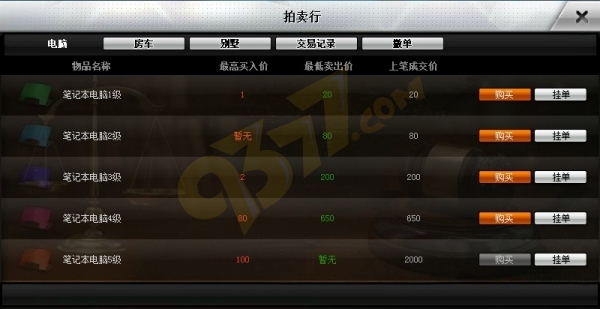 拍卖行
电脑 房车 别墅 交易记录 撤单
物品名称 最高买入价 最低卖出价 上笔成交价
笔记本电脑1级 1 20 20 购买 挂单
笔记本电脑2级 暂无 80 80 购买 挂单
笔记本电脑3级 2 200 200 购买 挂单
笔记本电脑4级 80 650 650 购买 挂单
笔记本电脑5级 100 暂无 2000 购买 挂单
9377.COM